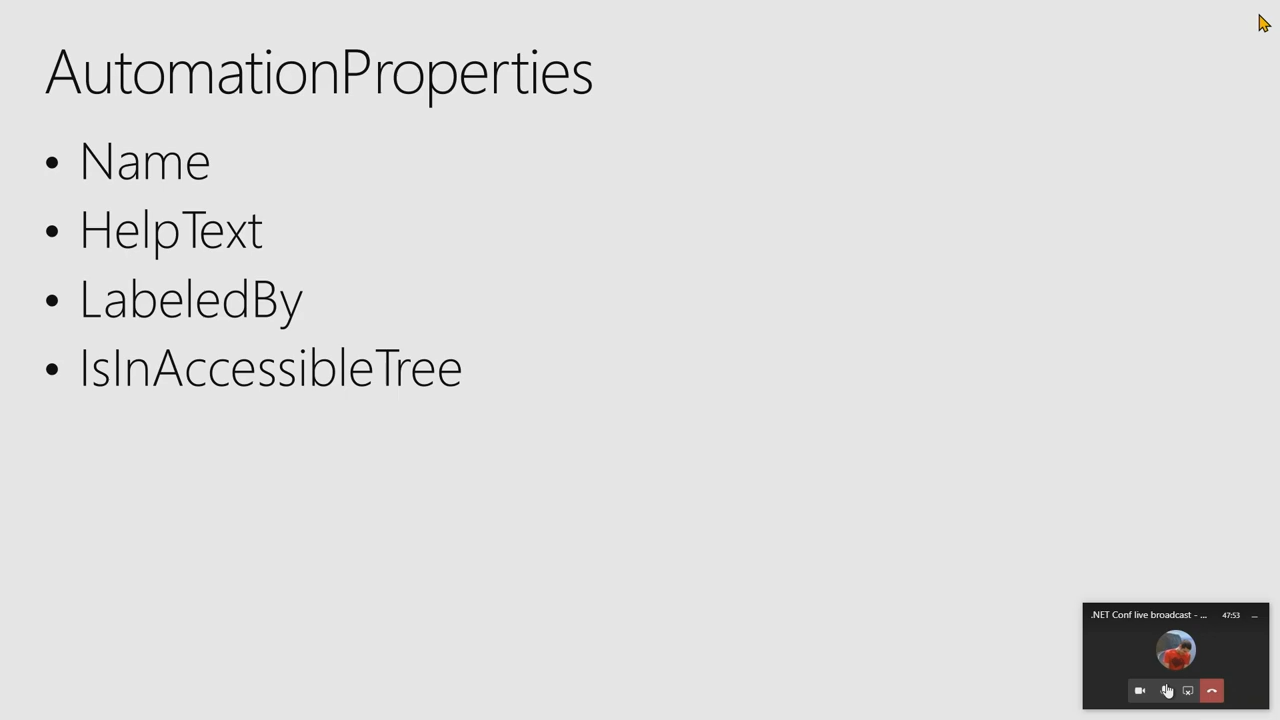 AutomationProperties
• Name
• HelpText
• LabeledBy
• IsInAccessibleTree
.NET Conf live broadcast - ... 47:53 ...